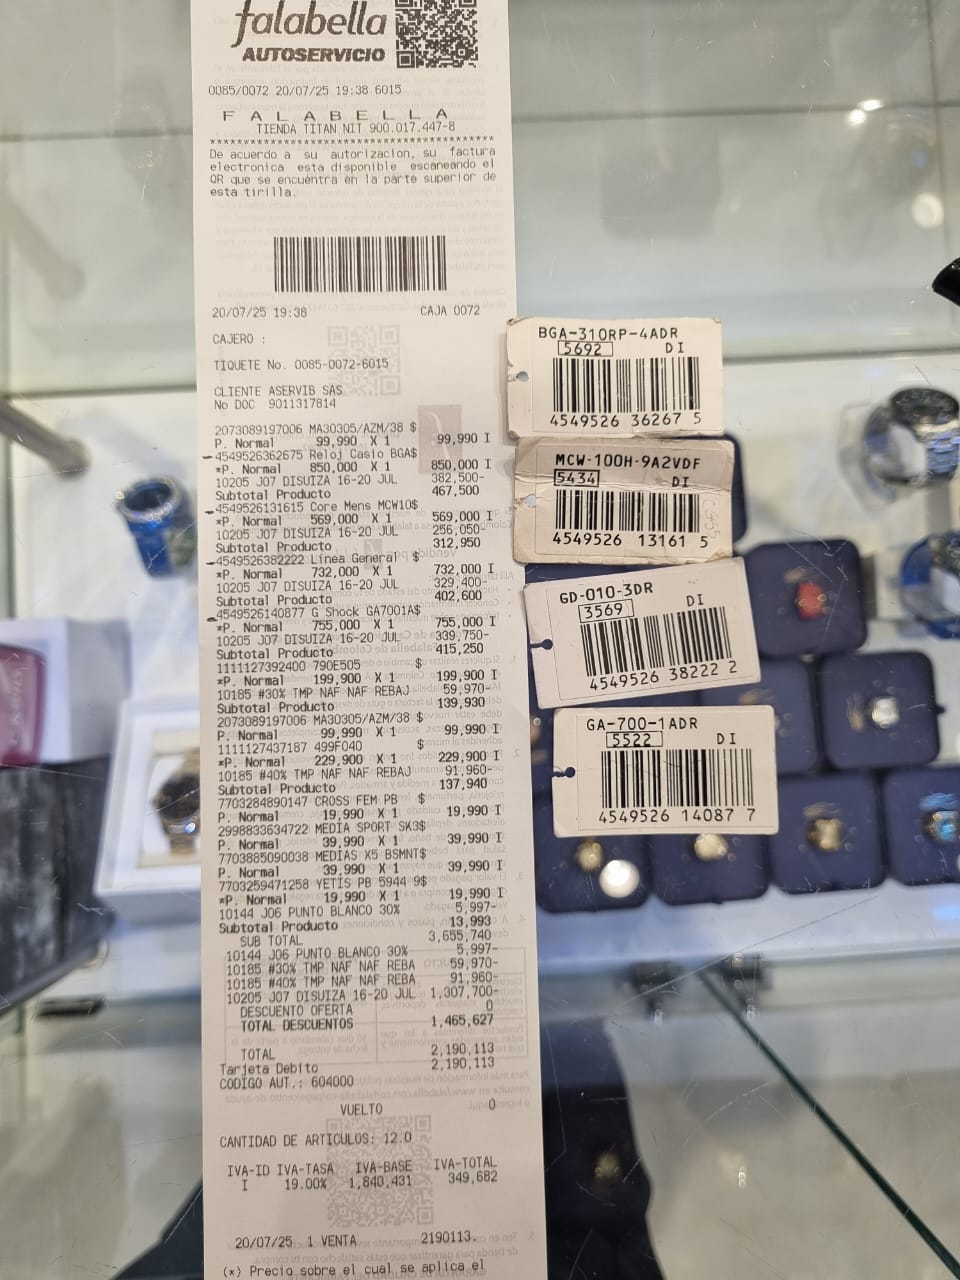 falabella
AUTOSERVICIO
0085/0072 20/07/25 19:38 6015
F A L A B E L L A
TIENDA TITAN NIT 900.017.447-8
De acuerdo a su autorizacion, su factura
electronica esta disponible escaneando el
QR que se encuentra en la parte superior de
esta tirilla.
20/07/25 19:38 CAJA 0072
CAJERO :
TIQUETE No. 0085-0072-6015
CLIENTE ASERVIB SAS
No DOC 9011317814
2073089197006 MA30305/AZM/38 $
P. Normal 99,990 X 1 99,990 I
4549526362675 Reloj Casio BGA$
*P. Normal 850,000 X 1 850,000 I
10205 J07 DISUIZA 16-20 JUL 382,500-
Subtotal Producto 467,500
4549526131615 Core Mens MCW10$
*P. Normal 569,000 X 1 569,000 I
10205 J07 DISUIZA 16-20 JUL 256,050-
Subtotal Producto 312,950
4549526382222 Linea General $
*P. Normal 732,000 X 1 732,000 I
10205 J07 DISUIZA 16-20 JUL 329,400-
Subtotal Producto 402,600
4549526140877 G Shock GA7001A$
*P. Normal 755,000 X 1 755,000 I
10205 J07 DISUIZA 16-20 JUL 339,750-
Subtotal Producto 415,250
1111127392400 790E505 $
*P. Normal 199,900 X 1 199,900 I
10185 #30% TMP NAF NAF REBAJ 59,970-
Subtotal Producto 139,930
2073089197006 MA30305/AZM/38 $
P. Normal 99,990 X 1 99,990 I
1111127437187 499F040 $
*P. Normal 229,900 X 1 229,900 I
10185 #40% TMP NAF NAF REBAJ 91,960-
Subtotal Producto 137,940
7703284890147 CROSS FEM PB $
P. Normal 19,990 X 1 19,990 I
2998833634722 MEDIA SPORT SK3$
P. Normal 39,990 X 1 39,990 I
7703885090038 MEDIAS X5 BSMNT$
P. Normal 39,990 X 1 39,990 I
7703259471258 YETIS PB 5944 9$
*P. Normal 19,990 X 1 19,990 I
10144 J06 PUNTO BLANCO 30% 5,997-
Subtotal Producto 13,993
SUB TOTAL 3,655,740
10144 J06 PUNTO BLANCO 30% 5,997-
10185 #30% TMP NAF NAF REBA 59,970-
10185 #40% TMP NAF NAF REBA 91,960-
10205 J07 DISUIZA 16-20 JUL 1,307,700-
DESCUENTO OFERTA 0
TOTAL DESCUENTOS 1,465,627
TOTAL 2,190,113
Tarjeta Debito 2,190,113
CODIGO AUT.: 604000
VUELTO 0
CANTIDAD DE ARTICULOS: 12.0
IVA-ID IVA-TASA IVA-BASE IVA-TOTAL
I 19.00% 1,840,431 349,682
20/07/25 1 VENTA 2190113.
(*) Precio sobre el cual se aplica el
BGA-310RP-4ADR
5692 DI
4549526 36267 5
MCW-100H-9A2VDF
5434 DI
4549526 13161 5
GD-010-3DR
3569 DI
4549526 38222 2
GA-700-1ADR
5522 DI
4549526 14087 7